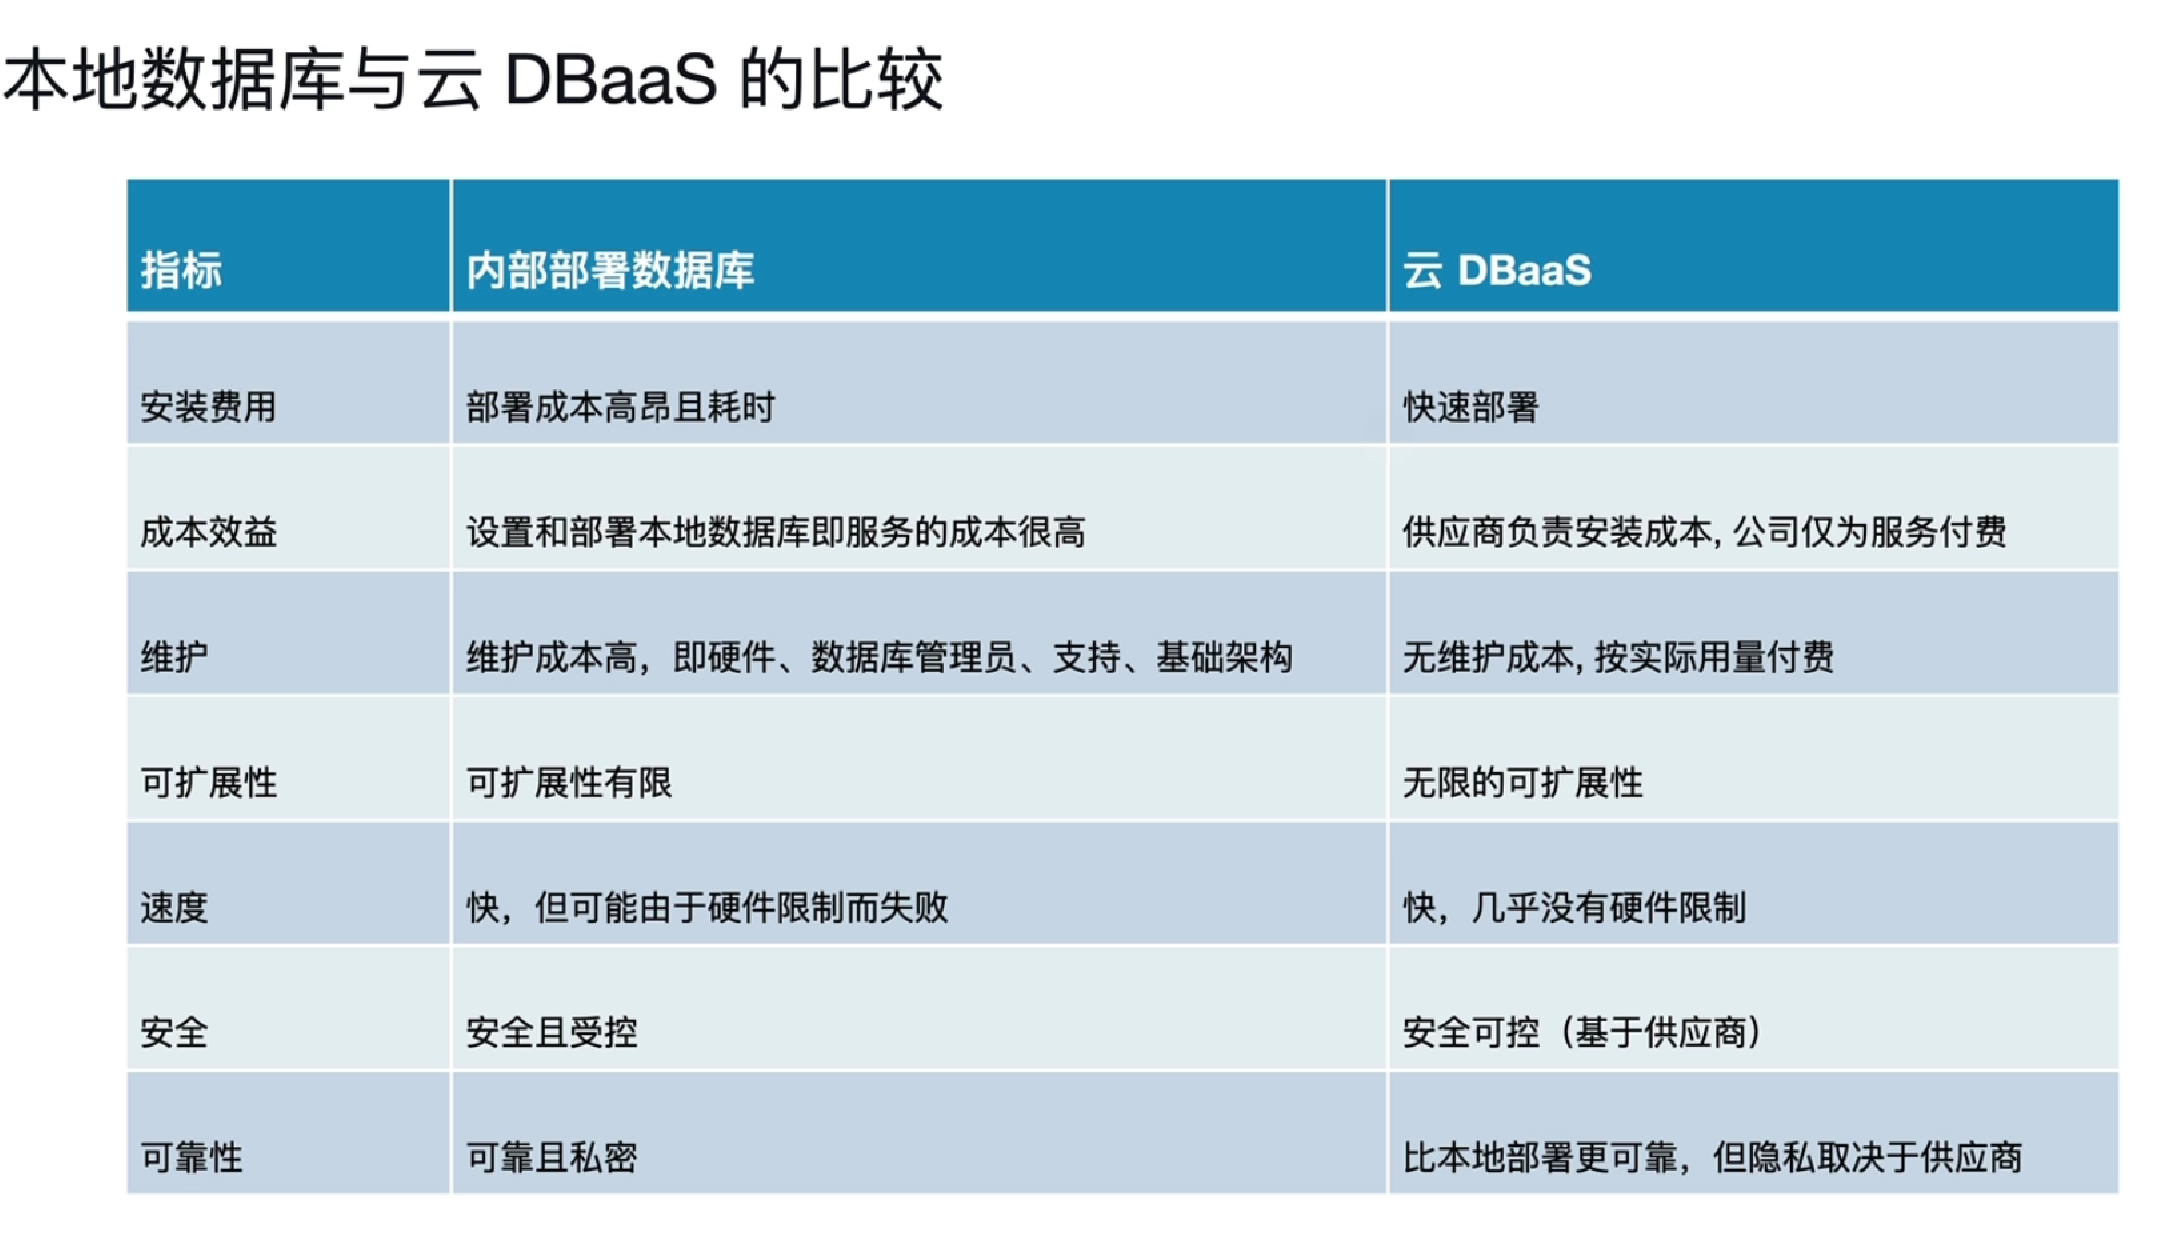 本地数据库与云 DBaaS 的比较
指标 内部部署数据库 云 DBaaS
安装费用 部署成本高昂且耗时 快速部署
成本效益 设置和部署本地数据库即服务的成本很高 供应商负责安装成本, 公司仅为服务付费
维护 维护成本高，即硬件、数据库管理员、支持、基础架构 无维护成本, 按实际用量付费
可扩展性 可扩展性有限 无限的可扩展性
速度 快，但可能由于硬件限制而失败 快，几乎没有硬件限制
安全 安全且受控 安全可控（基于供应商）
可靠性 可靠且私密 比本地部署更可靠，但隐私取决于供应商